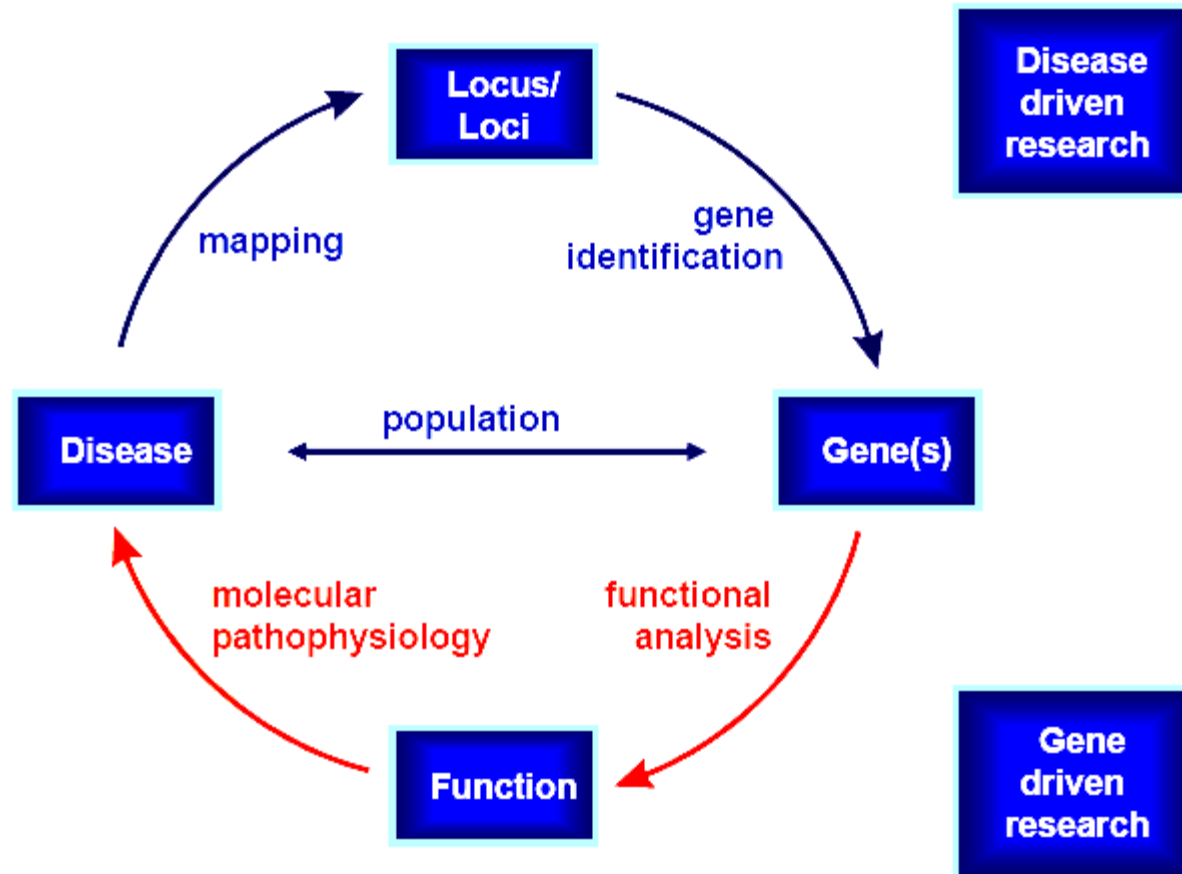 Locus/
Loci
Disease
driven
research
mapping
gene
identification
population
Disease
Gene(s)
molecular
pathophysiology
functional
analysis
Function
Gene
driven
research